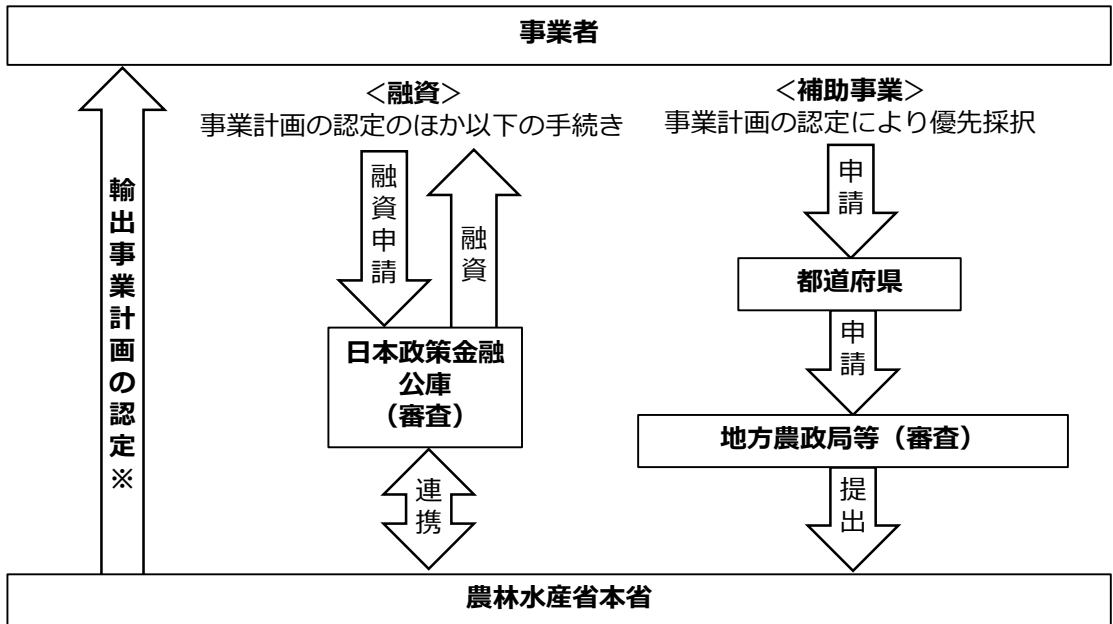 事業者
輸出事業計画の認定※
<融資>
事業計画の認定のほか以下の手続き
融資申請
融資
日本政策金融
公庫
（審査）
連携
<補助事業>
事業計画の認定により優先採択
申請
都道府県
申請
地方農政局等（審査）
提出
農林水産省本省